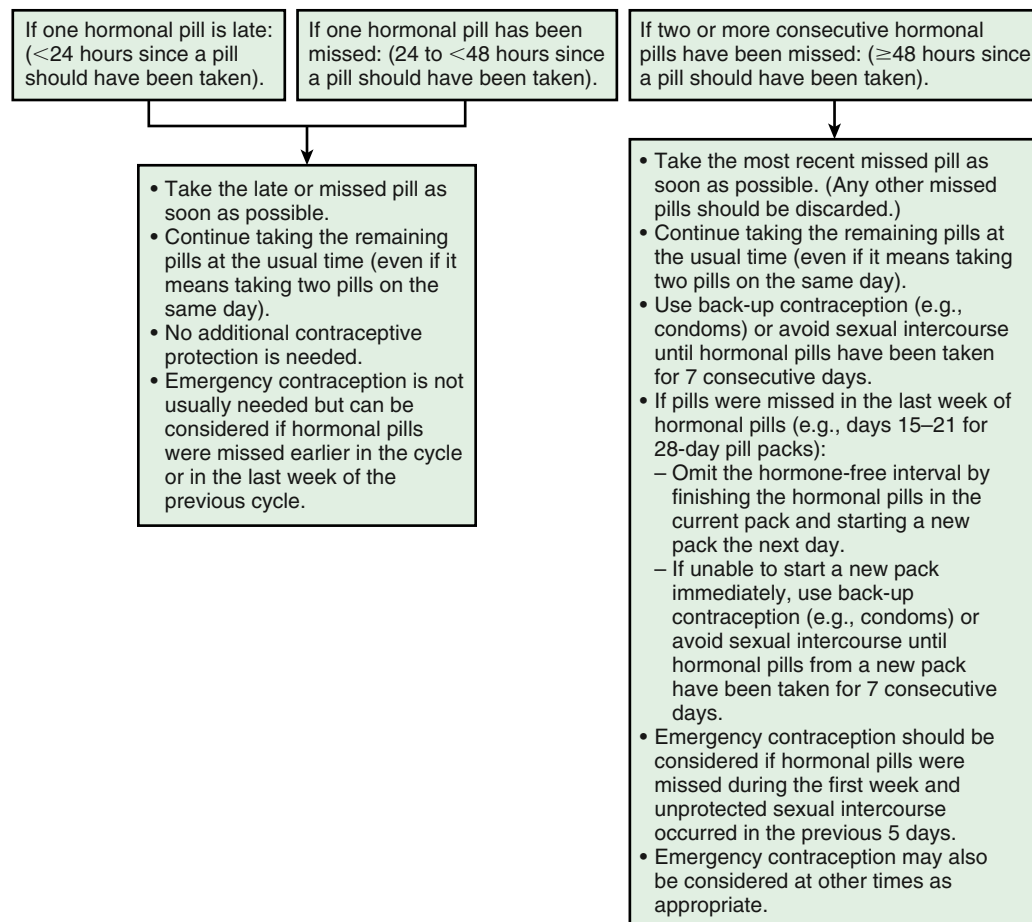 If one hormonal pill is late:
(<24 hours since a pill
should have been taken).
If one hormonal pill has been
missed: (24 to <48 hours since
a pill should have been taken).
If two or more consecutive hormonal
pills have been missed: (≥48 hours since
a pill should have been taken).
• Take the late or missed pill as
soon as possible.
• Continue taking the remaining
pills at the usual time (even if it
means taking two pills on the
same day).
• No additional contraceptive
protection is needed.
• Emergency contraception is not
usually needed but can be
considered if hormonal pills
were missed earlier in the cycle
or in the last week of the
previous cycle.
• Take the most recent missed pill as
soon as possible. (Any other missed
pills should be discarded.)
• Continue taking the remaining pills at
the usual time (even if it means taking
two pills on the same day).
• Use back-up contraception (e.g.,
condoms) or avoid sexual intercourse
until hormonal pills have been taken
for 7 consecutive days.
• If pills were missed in the last week of
hormonal pills (e.g., days 15–21 for
28-day pill packs):
– Omit the hormone-free interval by
finishing the hormonal pills in the
current pack and starting a new
pack the next day.
– If unable to start a new pack
immediately, use back-up
contraception (e.g., condoms) or
avoid sexual intercourse until
hormonal pills from a new pack
have been taken for 7 consecutive
days.
• Emergency contraception should be
considered if hormonal pills were
missed during the first week and
unprotected sexual intercourse
occurred in the previous 5 days.
• Emergency contraception may also
be considered at other times as
appropriate.